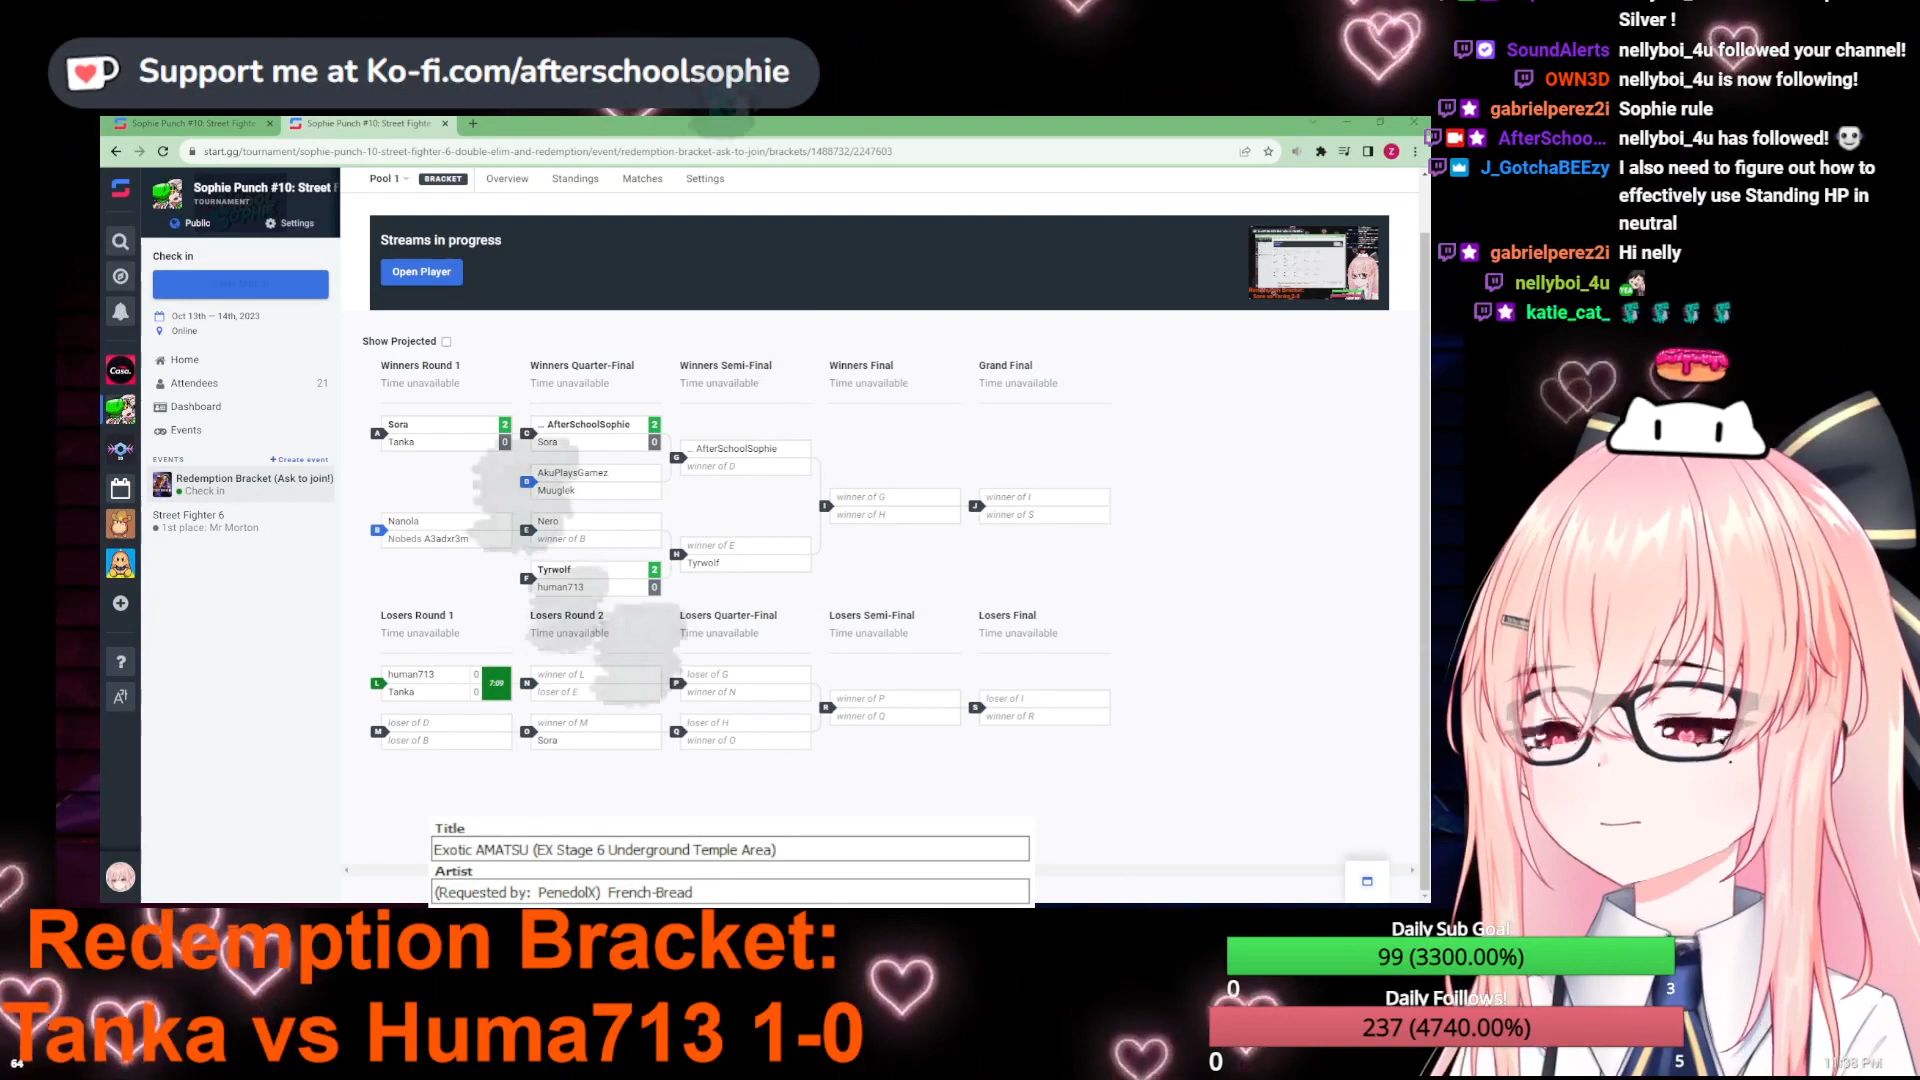 Support me at Ko-fi.com/afterschoolsophie
Silver !
SoundAlerts nellyboi_4u followed your channel!
OWN3D nellyboi_4u is now following!
gabrielperez2i Sophie rule
AfterSchoo... nellyboi_4u has followed!
J_GotchaBEEzy I also need to figure out how to
effectively use Standing HP in
neutral
gabrielperez2i Hi nelly
nellyboi_4u
katie_cat_
Sophie Punch #10: Street Fighte
Sophie Punch #10: Street Fighte
start.gg/tournament/sophie-punch-10-street-fighter-6-double-elim-and-redemption/event/redemption-bracket-ask-to-join/brackets/1488732/2247603
Sophie Punch #10: Street F
TOURNAMENT
Public Settings
Check in
Oct 13th — 14th, 2023
Online
Home
Attendees 21
Dashboard
Events
EVENTS + Create event
Redemption Bracket (Ask to join!)
Check in
Street Fighter 6
1st place: Mr Morton
Casa.
Pool 1 BRACKET Overview Standings Matches Settings
Streams in progress
Open Player
Show Projected
Winners Round 1 Winners Quarter-Final Winners Semi-Final Winners Final Grand Final
Time unavailable Time unavailable Time unavailable Time unavailable Time unavailable
A Sora 2
Tanka 0
B Nanola
Nobeds A3adxr3m
C ... AfterSchoolSophie 2
Sora 0
D AkuPlaysGamez
Muuglek
E Nero
winner of B
F Tyrwolf 2
human713 0
G ... AfterSchoolSophie
winner of D
H winner of E
Tyrwolf
I winner of G
winner of H
J winner of I
winner of S
Losers Round 1 Losers Round 2 Losers Quarter-Final Losers Semi-Final Losers Final
Time unavailable Time unavailable Time unavailable Time unavailable Time unavailable
L human713 0
Tanka 0
7:09
M loser of D
loser of B
N winner of L
loser of E
O winner of M
Sora
P loser of G
winner of N
Q loser of H
winner of O
R winner of P
winner of Q
S loser of I
winner of R
Title
Exotic AMATSU (EX Stage 6 Underground Temple Area)
Artist
(Requested by: PenedolX) French-Bread
Redemption Bracket:
Tanka vs Huma713 1-0
64
Daily Sub Goal
99 (3300.00%)
0 3
Daily Follows!
237 (4740.00%)
0 5
11:38 PM